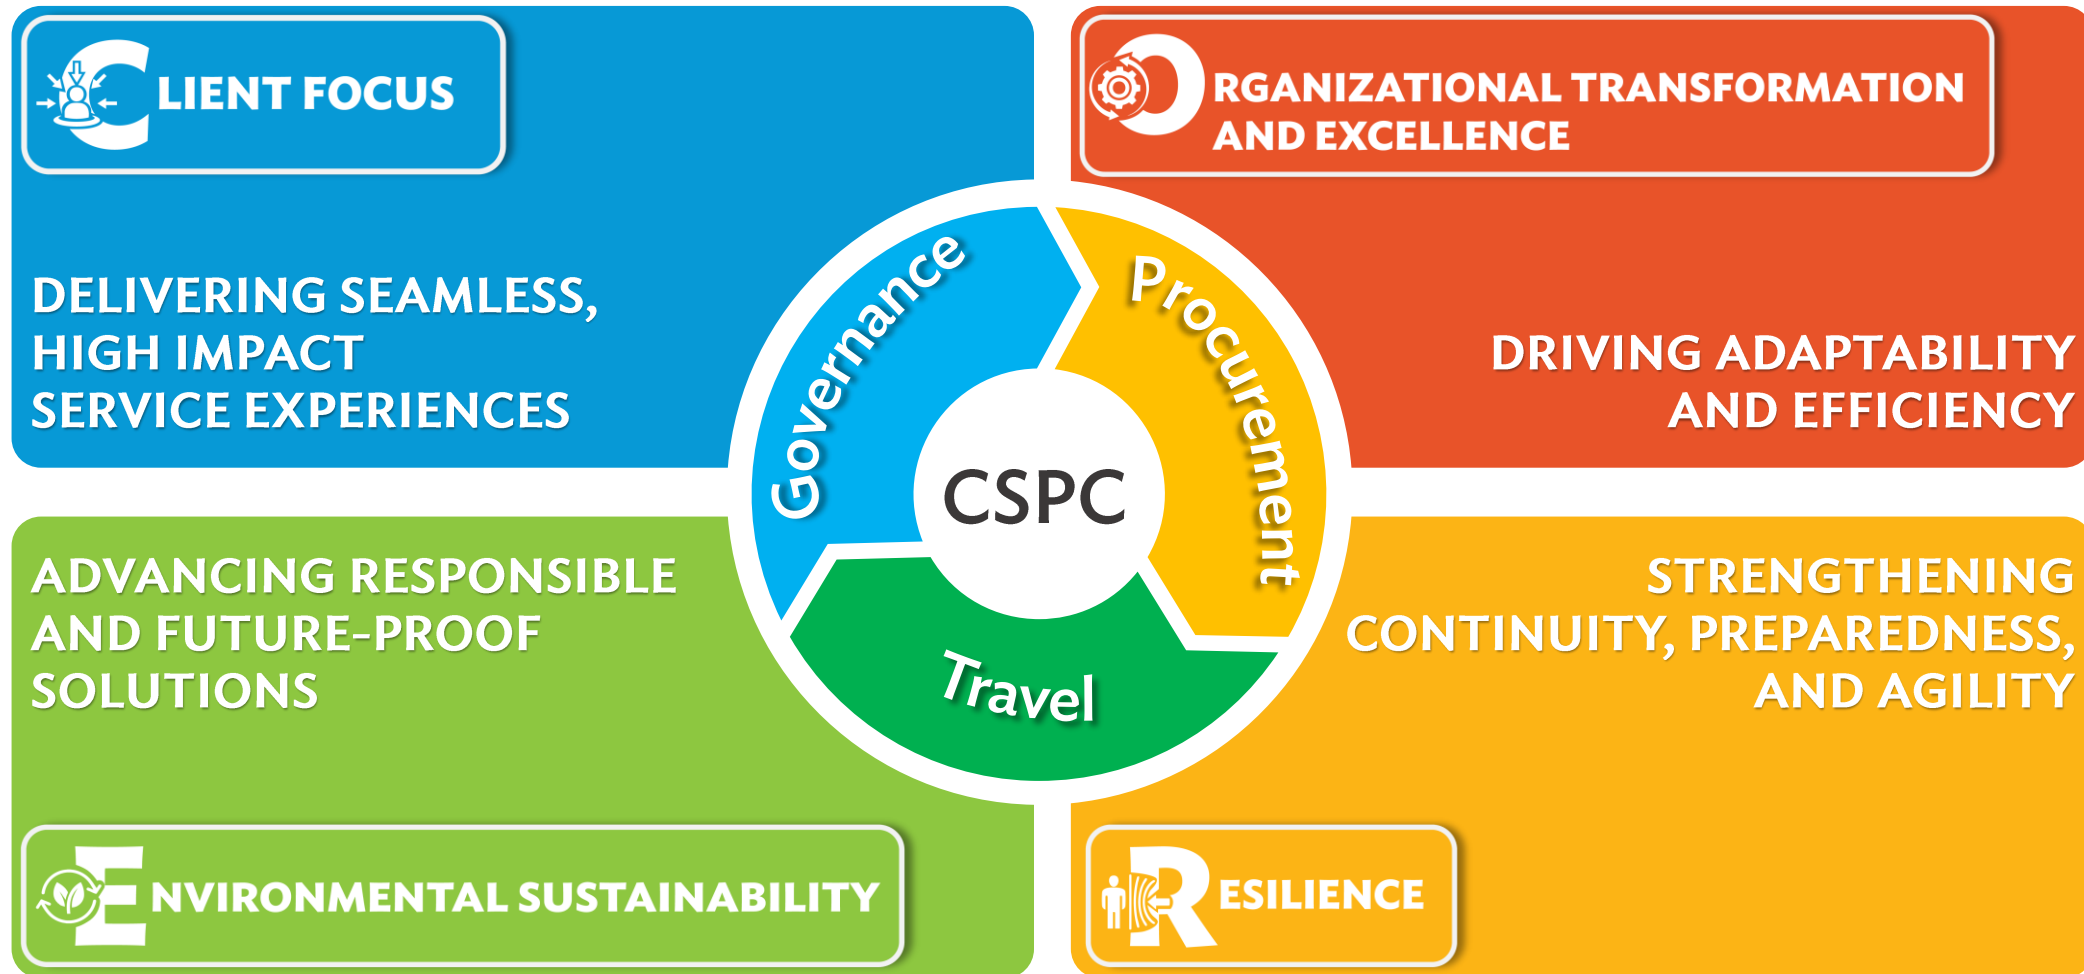 CLIENT FOCUS
DELIVERING SEAMLESS,
HIGH IMPACT
SERVICE EXPERIENCES
ORGANIZATIONAL TRANSFORMATION
AND EXCELLENCE
DRIVING ADAPTABILITY
AND EFFICIENCY
Governance
Procurement
CSPC
Travel
ADVANCING RESPONSIBLE
AND FUTURE-PROOF
SOLUTIONS
ENVIRONMENTAL SUSTAINABILITY
STRENGTHENING
CONTINUITY, PREPAREDNESS,
AND AGILITY
RESILIENCE